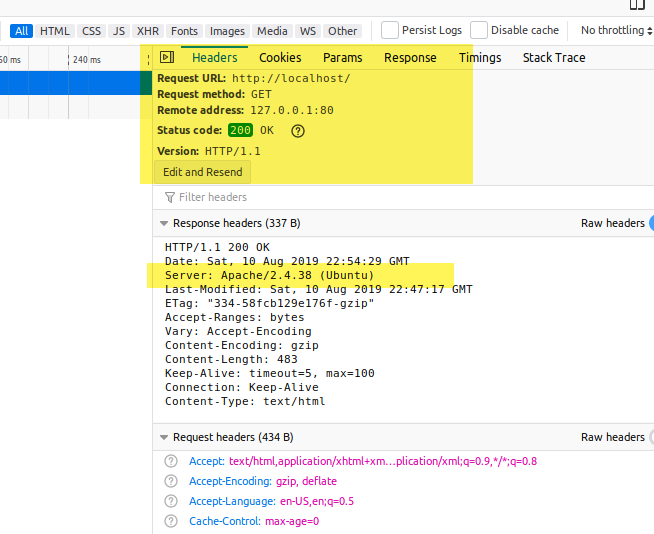 All HTML CSS JS XHR Fonts Images Media WS Other Persist Logs Disable cache No throttling
240 ms Headers Cookies Params Response Timings Stack Trace
Request URL: http://localhost/
Request method: GET
Remote address: 127.0.0.1:80
Status code: 200 OK
Version: HTTP/1.1
Edit and Resend
Filter headers
Response headers (337 B) Raw headers
HTTP/1.1 200 OK
Date: Sat, 10 Aug 2019 22:54:29 GMT
Server: Apache/2.4.38 (Ubuntu)
Last-Modified: Sat, 10 Aug 2019 22:47:17 GMT
ETag: "334-58fcb129e176f-gzip"
Accept-Ranges: bytes
Vary: Accept-Encoding
Content-Encoding: gzip
Content-Length: 483
Keep-Alive: timeout=5, max=100
Connection: Keep-Alive
Content-Type: text/html
Request headers (434 B) Raw headers
Accept: text/html,application/xhtml+xm…plication/xml;q=0.9,*/*;q=0.8
Accept-Encoding: gzip, deflate
Accept-Language: en-US,en;q=0.5
Cache-Control: max-age=0